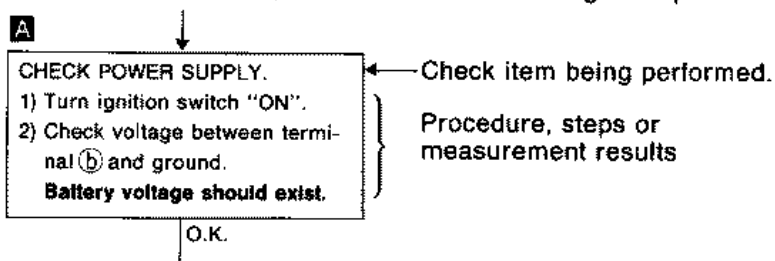 A
CHECK POWER SUPPLY.
1) Turn ignition switch "ON".
2) Check voltage between termi-
nal ⓑ and ground.
Battery voltage should exist.
O.K.
Check item being performed.
Procedure, steps or
measurement results